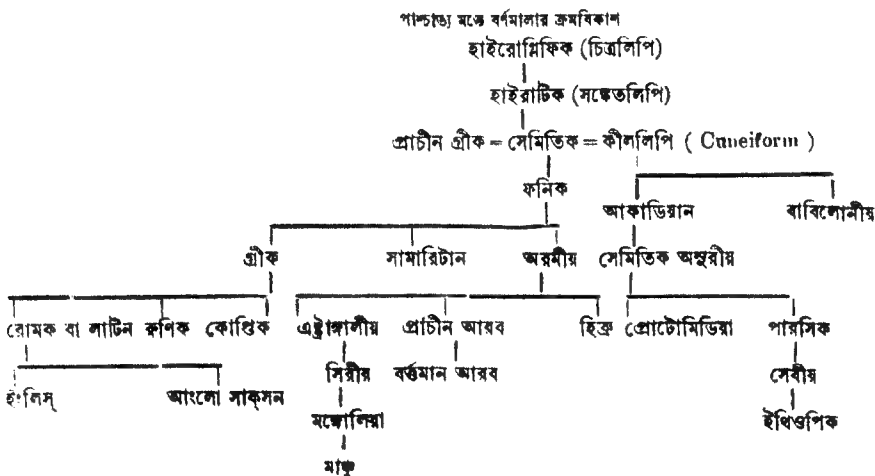 পাশ্চাত্য মতে বর্ণমালার ক্রমবিকাশ
হাইরোগ্লিফিক (চিত্রলিপি)
হাইরাটিক (সঙ্কেতলিপি)
প্রাচীন গ্রীক = সেমিতিক = কীললিপি ( Cuneiform )
ফনিক
আকাডিয়ান বাবিলোনীয়
গ্রীক সামারিটান অরমীয় সেমিতিক অসুরীয়
রোমক বা লাটিন রুণিক কোপ্তিক এষ্ট্রাঙ্গালীয় প্রাচীন আরব হিব্রু প্রোটোমিডিয়া পারসিক
সিরীয় বর্ত্তমান আরব সেবীয়
ইংলিস্ আংলো সাক্‌সন
মঙ্গোলিয়া ইথিওপিক
মাঞ্চু